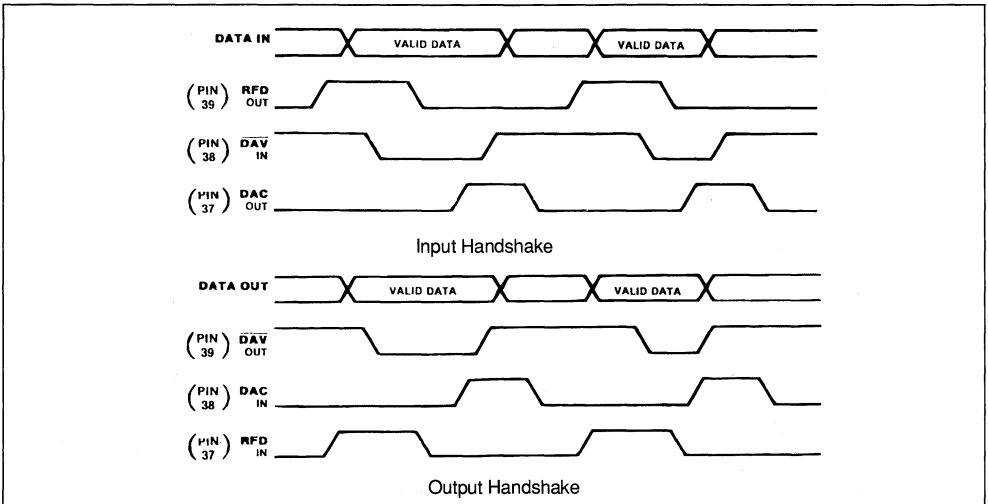 DATA IN VALID DATA VALID DATA
(PIN 39) RFD OUT
(PIN 38) DAV IN
(PIN 37) DAC OUT
Input Handshake
DATA OUT VALID DATA VALID DATA
(PIN 39) DAV OUT
(PIN 38) DAC IN
(PIN 37) RFD IN
Output Handshake